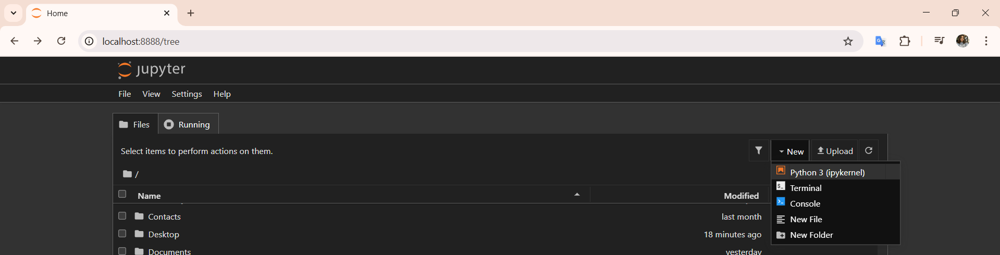 Home
localhost:8888/tree
jupyter
File View Settings Help
Files Running
Select items to perform actions on them.
New Upload
/
Python 3 (ipykernel)
Terminal
Name Modified
Console
Contacts last month
New File
Desktop 18 minutes ago
New Folder
Documents yesterday